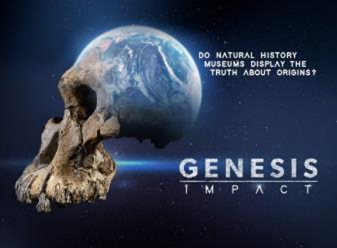 DO NATURAL HISTORY
MUSEUMS DISPLAY THE
TRUTH ABOUT ORIGINS?
GENESIS
IMPACT